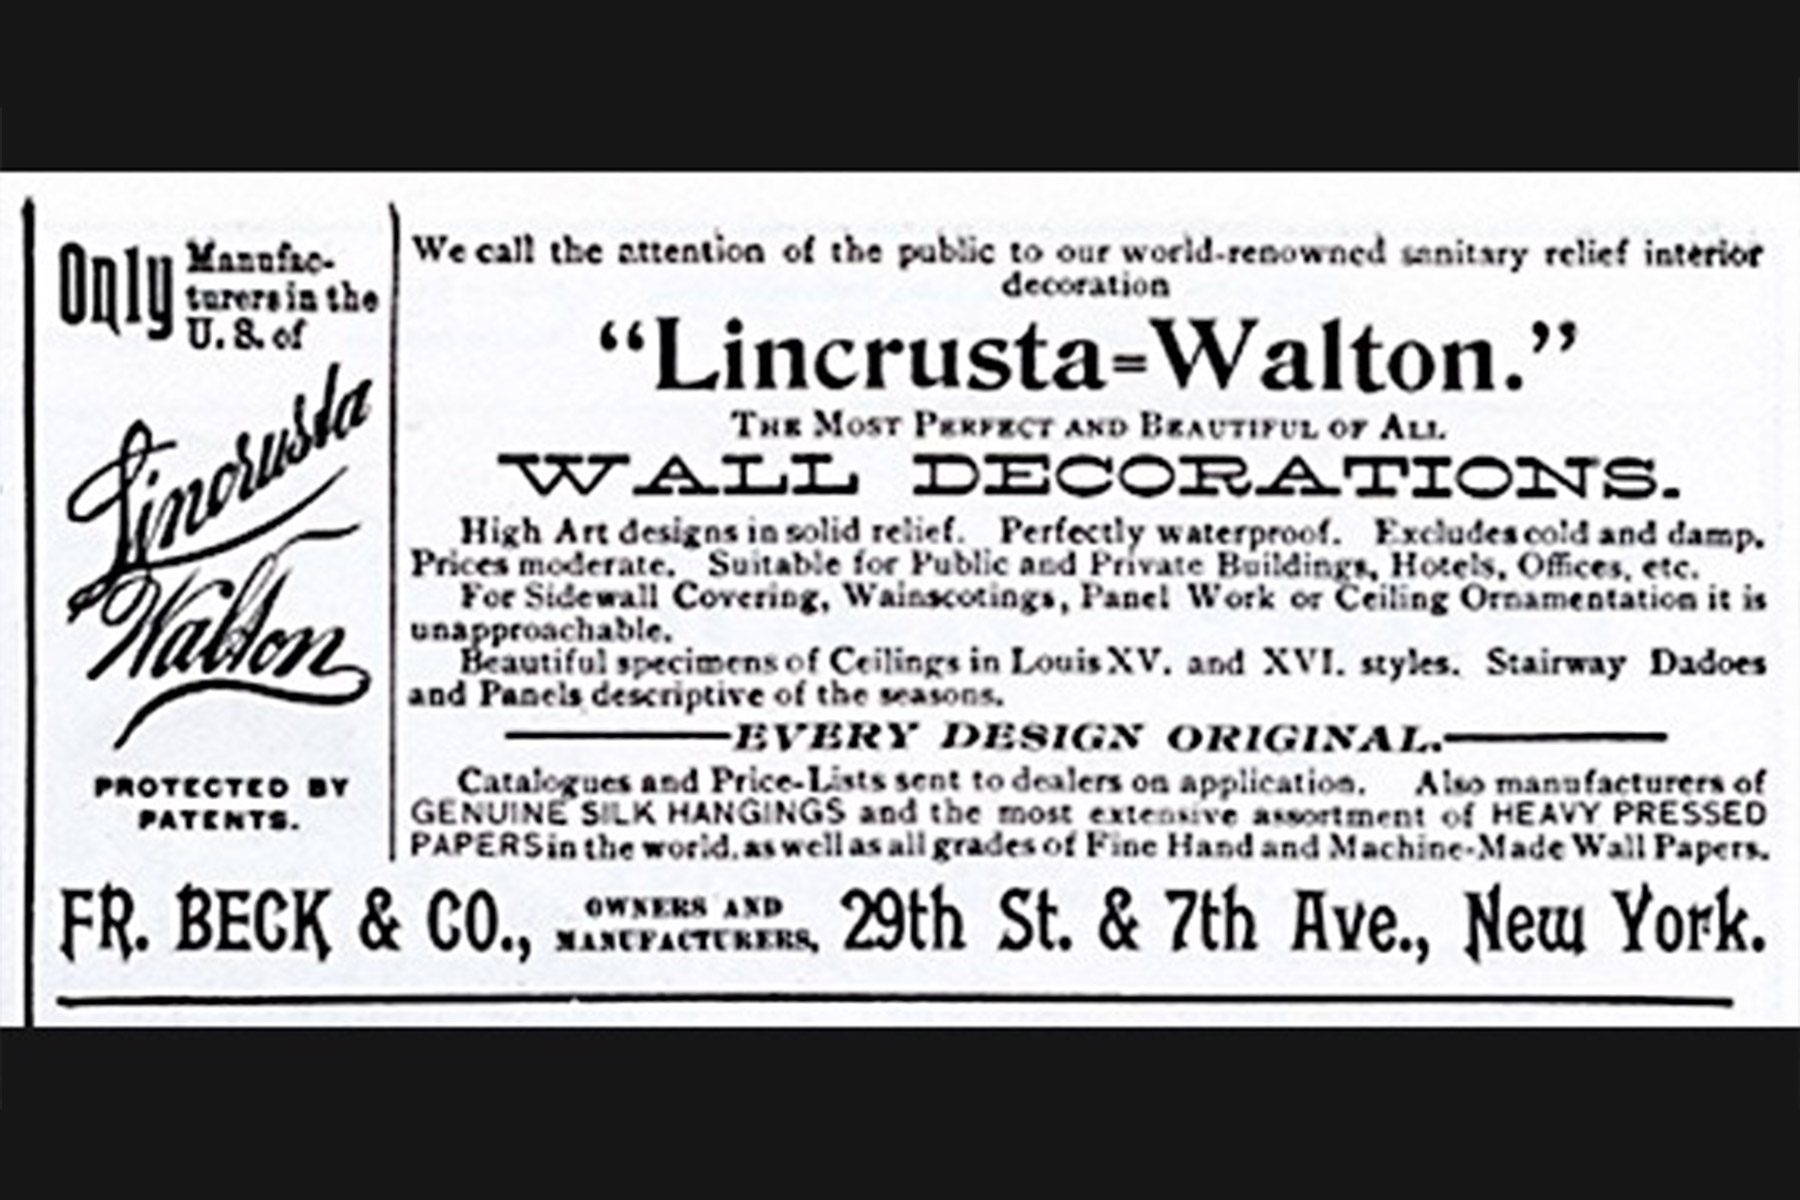 Only Manufac-
turers in the
U. S. of
Lincrusta
Walton
PROTECTED BY
PATENTS.
We call the attention of the public to our world-renowned sanitary relief interior
decoration
"Lincrusta=Walton."
THE MOST PERFECT AND BEAUTIFUL OF ALL
WALL DECORATIONS.
High Art designs in solid relief. Perfectly waterproof. Excludes cold and damp.
Prices moderate. Suitable for Public and Private Buildings, Hotels, Offices, etc.
For Sidewall Covering, Wainscotings, Panel Work or Ceiling Ornamentation it is
unapproachable.
Beautiful specimens of Ceilings in Louis XV. and XVI. styles. Stairway Dadoes
and Panels descriptive of the seasons.
EVERY DESIGN ORIGINAL.
Catalogues and Price-Lists sent to dealers on application. Also manufacturers of
GENUINE SILK HANGINGS and the most extensive assortment of HEAVY PRESSED
PAPERS in the world, as well as all grades of Fine Hand and Machine-Made Wall Papers.
FR. BECK & CO., OWNERS AND MANUFACTURERS, 29th St. & 7th Ave., New York.